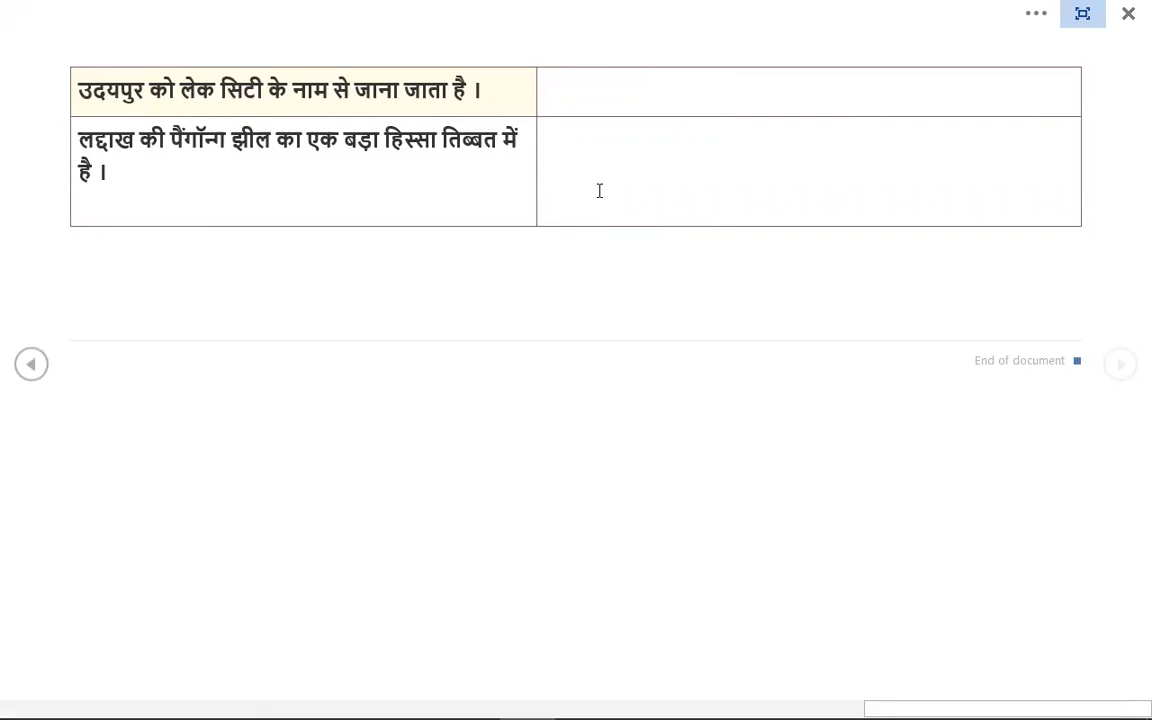 उदयपुर को लेक सिटी के नाम से जाना जाता है ।
लद्दाख की पैंगॉन्ग झील का एक बड़ा हिस्सा तिब्बत में
है ।
End of document